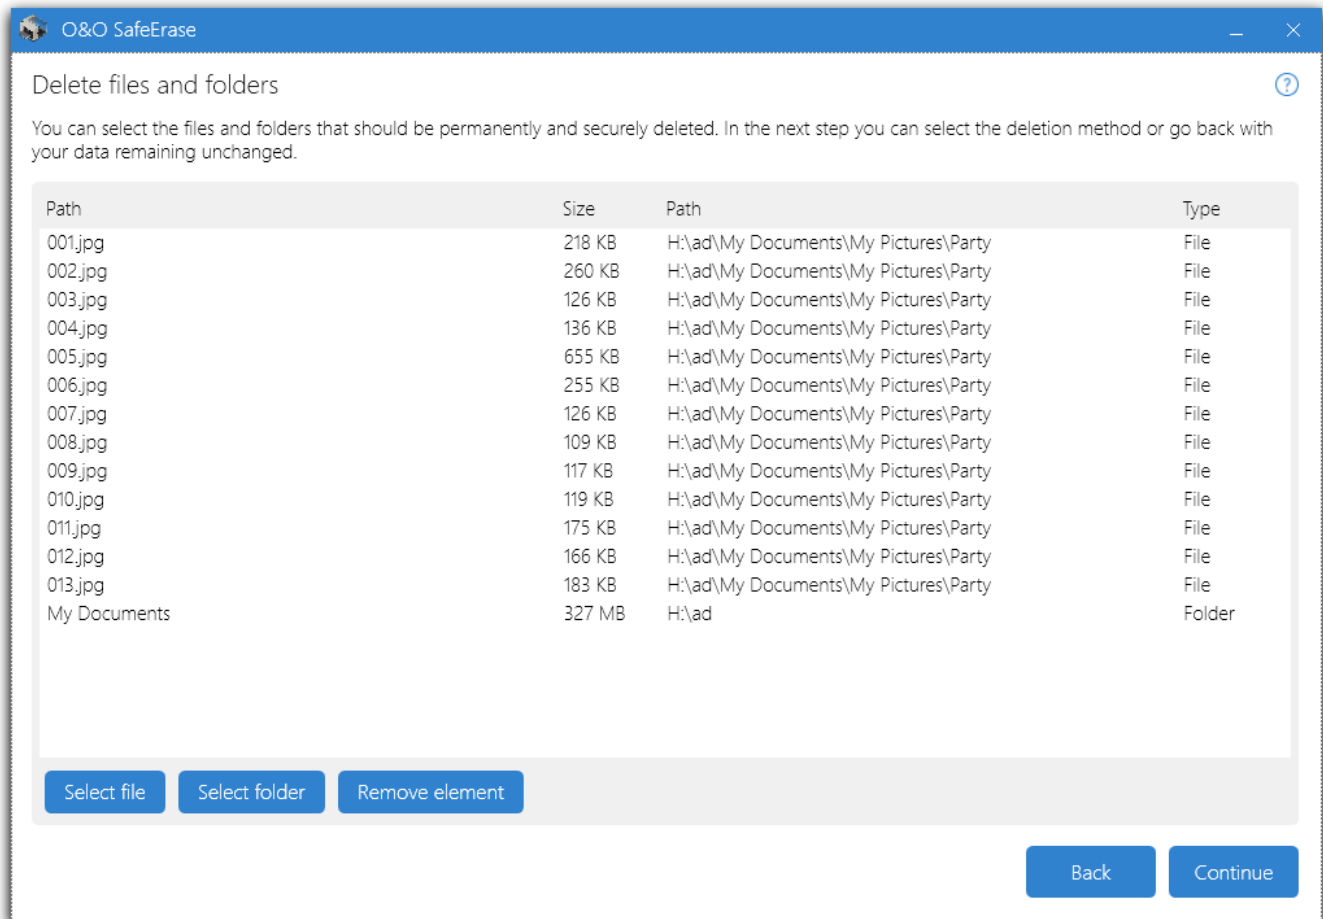 O&O SafeErase
Delete files and folders
You can select the files and folders that should be permanently and securely deleted. In the next step you can select the deletion method or go back with
your data remaining unchanged.
Path Size Path Type
001.jpg 218 KB H:\ad\My Documents\My Pictures\Party File
002.jpg 260 KB H:\ad\My Documents\My Pictures\Party File
003.jpg 126 KB H:\ad\My Documents\My Pictures\Party File
004.jpg 136 KB H:\ad\My Documents\My Pictures\Party File
005.jpg 655 KB H:\ad\My Documents\My Pictures\Party File
006.jpg 255 KB H:\ad\My Documents\My Pictures\Party File
007.jpg 126 KB H:\ad\My Documents\My Pictures\Party File
008.jpg 109 KB H:\ad\My Documents\My Pictures\Party File
009.jpg 117 KB H:\ad\My Documents\My Pictures\Party File
010.jpg 119 KB H:\ad\My Documents\My Pictures\Party File
011.jpg 175 KB H:\ad\My Documents\My Pictures\Party File
012.jpg 166 KB H:\ad\My Documents\My Pictures\Party File
013.jpg 183 KB H:\ad\My Documents\My Pictures\Party File
My Documents 327 MB H:\ad Folder
Select file Select folder Remove element
Back Continue